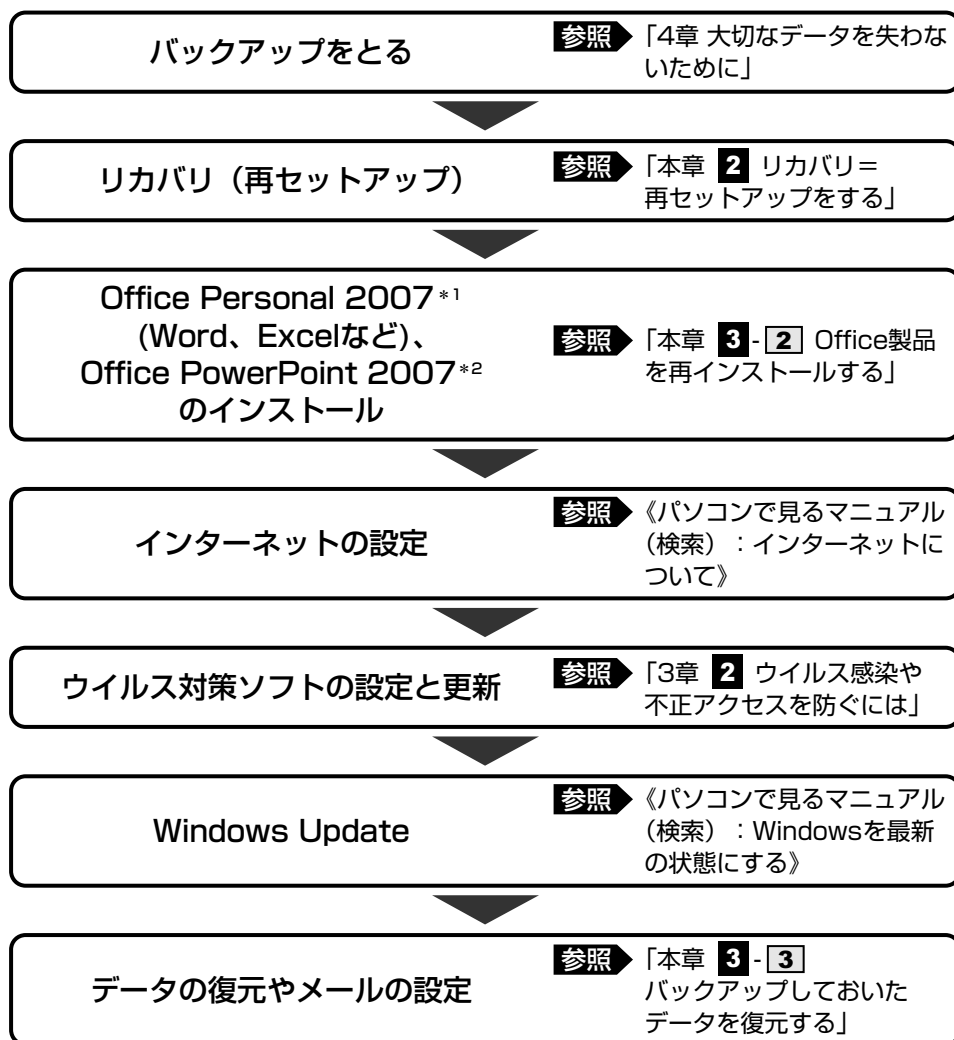 バックアップをとる
参照 「4章 大切なデータを失わな
いために」
リカバリ（再セットアップ）
参照 「本章 2 リカバリ＝
再セットアップをする」
Office Personal 2007*1
(Word、Excelなど)、
Office PowerPoint 2007*2
のインストール
参照 「本章 3 - 2 Office製品
を再インストールする」
インターネットの設定
参照 《パソコンで見るマニュアル
（検索）：インターネットに
ついて》
ウイルス対策ソフトの設定と更新
参照 「3章 2 ウイルス感染や
不正アクセスを防ぐには」
Windows Update
参照 《パソコンで見るマニュアル
（検索）：Windowsを最新
の状態にする》
データの復元やメールの設定
参照 「本章 3 - 3
バックアップしておいた
データを復元する」